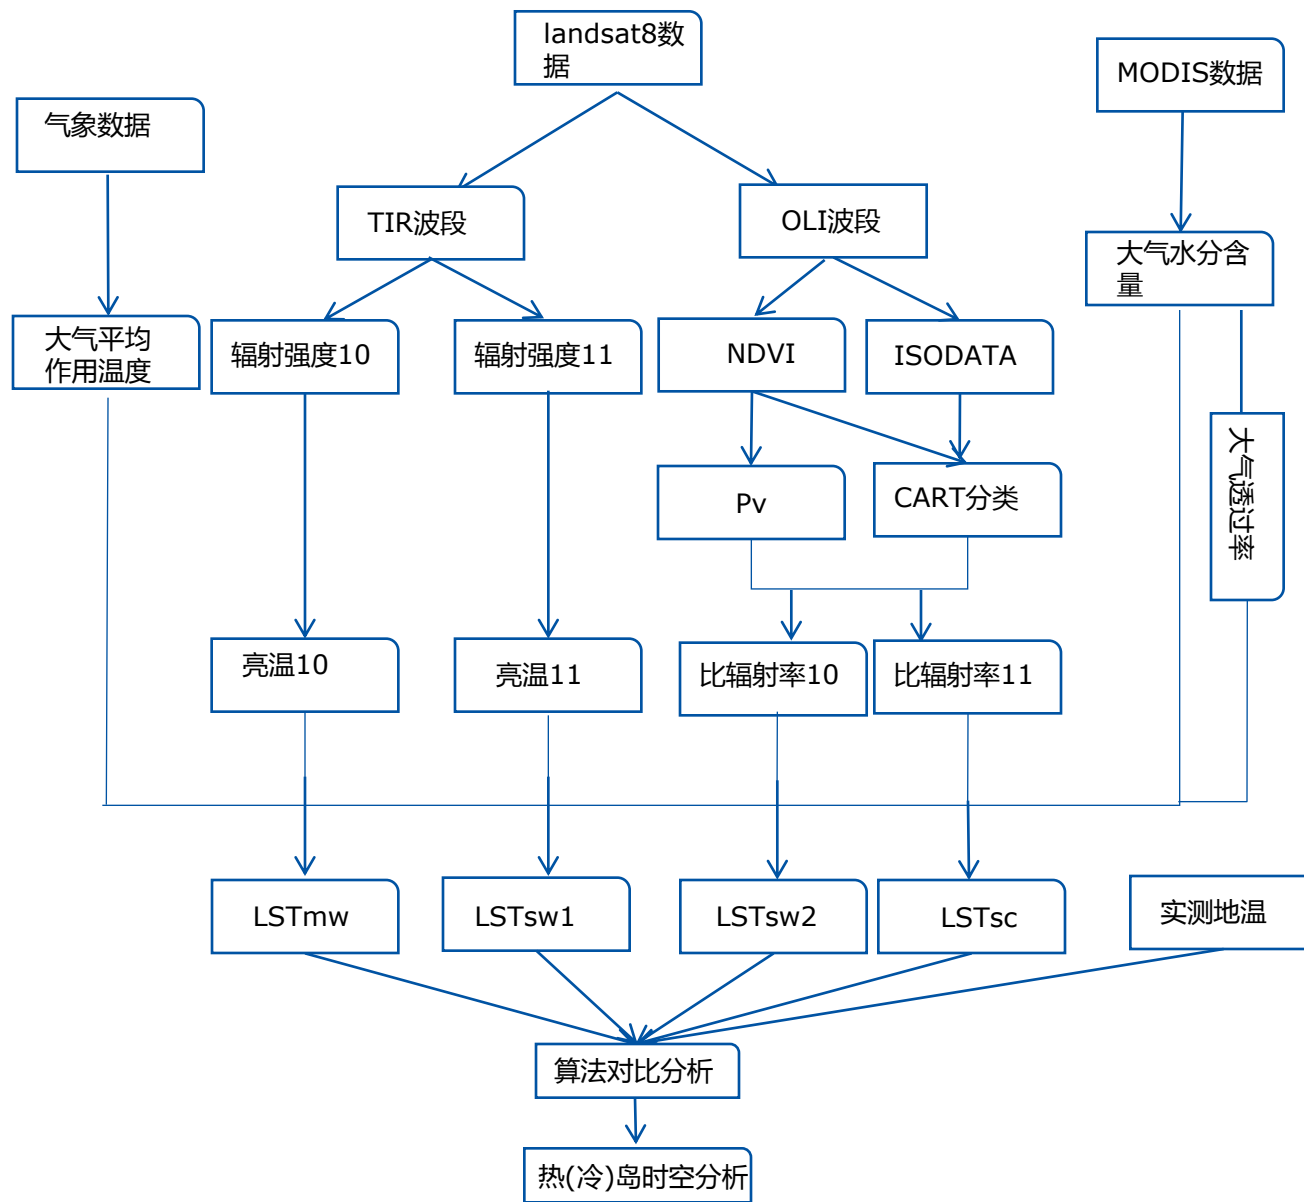 landsat8数
据
MODIS数据
气象数据
TIR波段
OLI波段
大气水分含
量
大气平均
作用温度
辐射强度10
辐射强度11
NDVI
ISODATA
大气透过率
Pv
CART分类
亮温10
亮温11
比辐射率10
比辐射率11
LSTmw
LSTsw1
LSTsw2
LSTsc
实测地温
算法对比分析
热(冷)岛时空分析